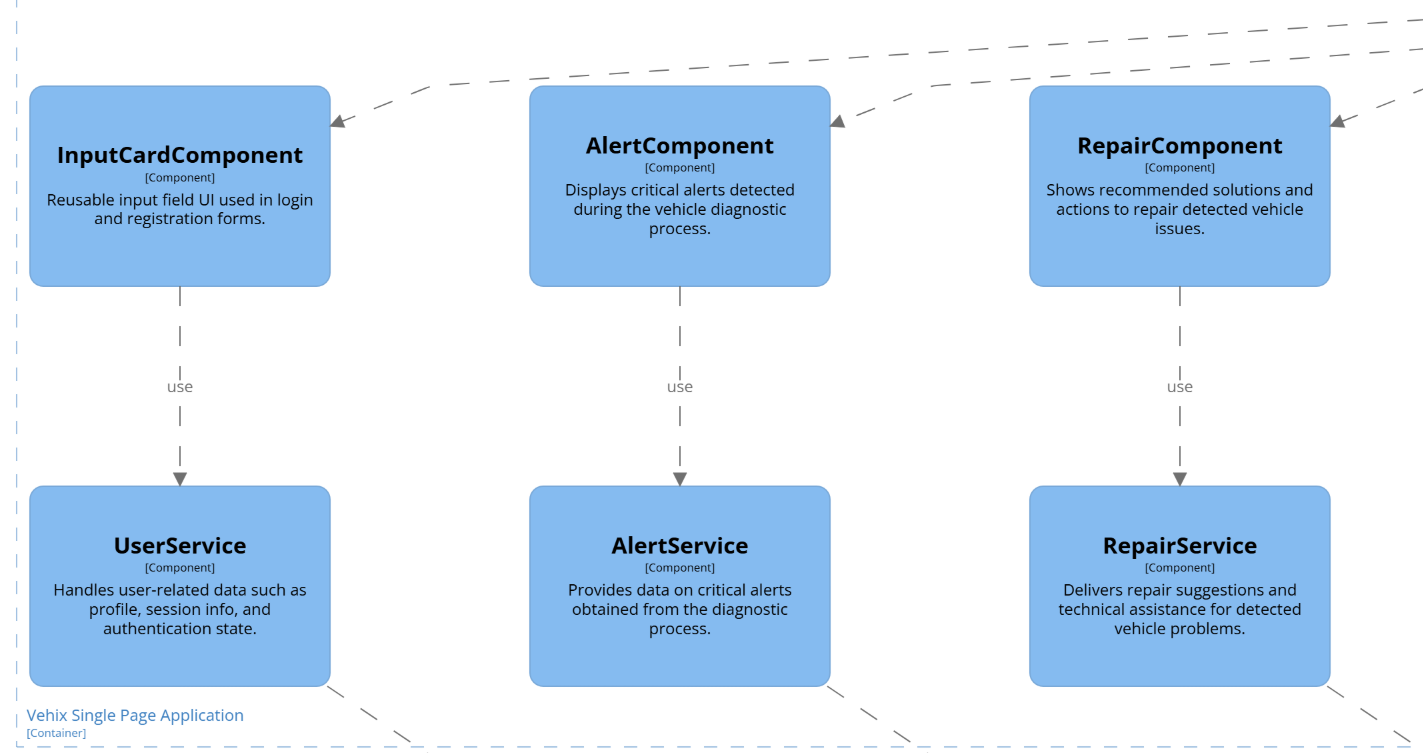 InputCardComponent
[Component]
Reusable input field UI used in login
and registration forms.
AlertComponent
[Component]
Displays critical alerts detected
during the vehicle diagnostic
process.
RepairComponent
[Component]
Shows recommended solutions and
actions to repair detected vehicle
issues.
use
use
use
UserService
[Component]
Handles user-related data such as
profile, session info, and
authentication state.
AlertService
[Component]
Provides data on critical alerts
obtained from the diagnostic
process.
RepairService
[Component]
Delivers repair suggestions and
technical assistance for detected
vehicle problems.
Vehix Single Page Application
[Container]